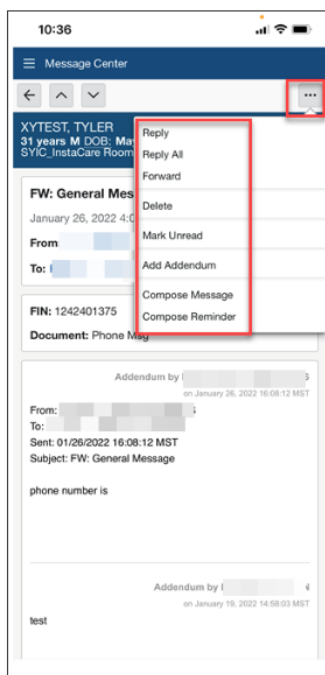 10:36
Message Center
XYTEST, TYLER
31 years M DOB: Ma
SYIC_InstaCare Room
Reply
Reply All
Forward
Delete
Mark Unread
Add Addendum
Compose Message
Compose Reminder
FW: General Mes
January 26, 2022 4:0
From
To:
FIN: 1242401375
Document: Phone Msg
Addendum by
on January 26, 2022 16:08:12 MST
From:
To:
Sent: 01/26/2022 16:08:12 MST
Subject: FW: General Message
phone number is
Addendum by
on January 19, 2022 14:58:03 MST
test